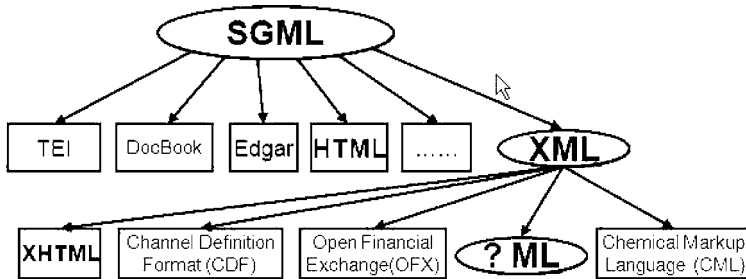 SGML
TEI
DocBook
Edgar
HTML
......
XML
XHTML
Channel Definition
Format (CDF)
Open Financial
Exchange(OFX)
? ML
Chemical Markup
Language (CML)